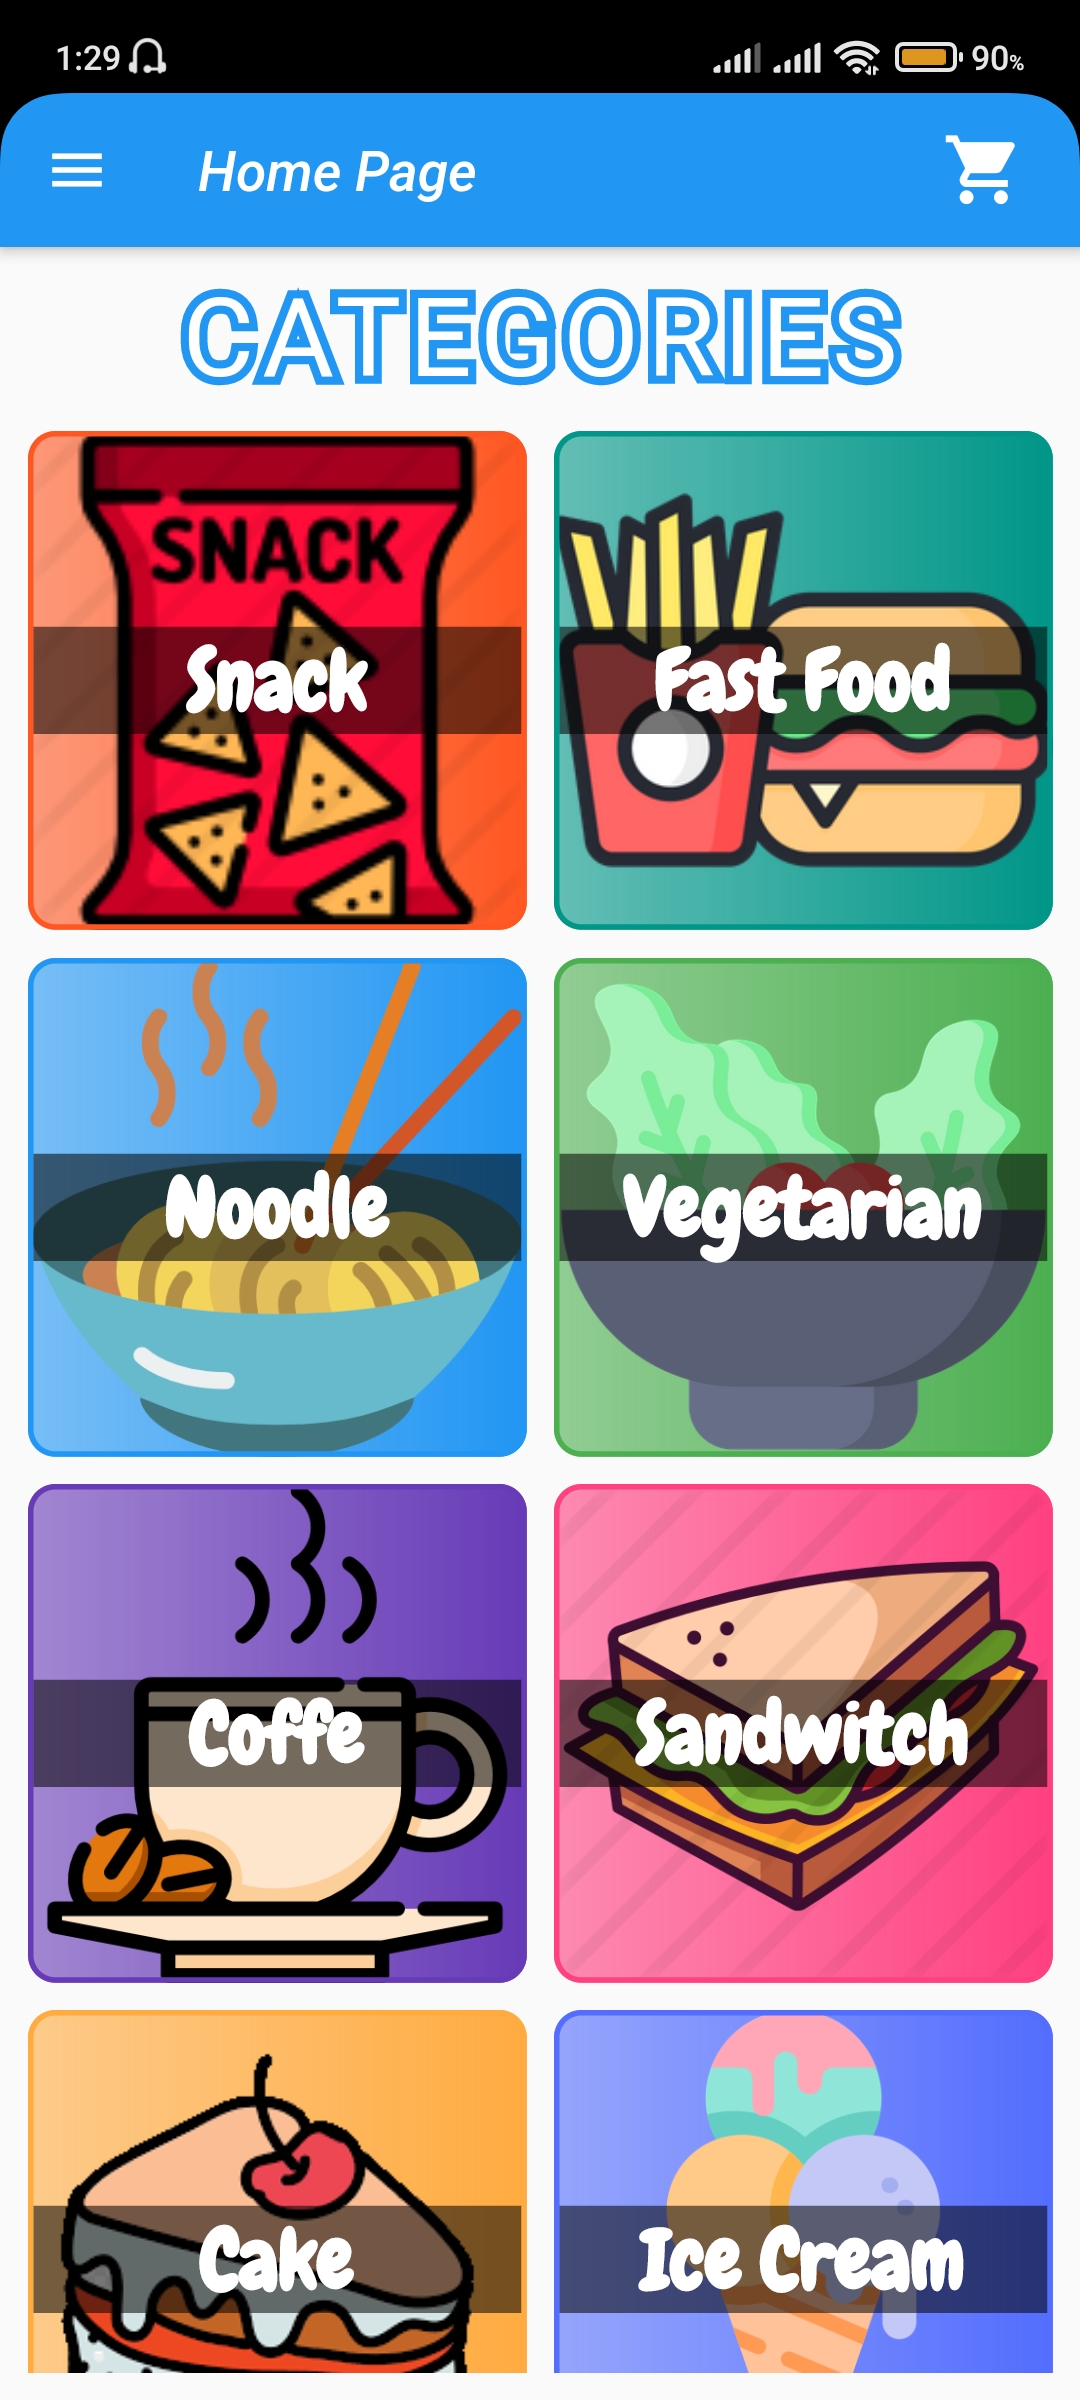 1:29 90%
Home Page
CATEGORIES
SNACK
Snack
Fast Food
Noodle
Vegetarian
Coffe
Sandwitch
Cake
Ice Cream